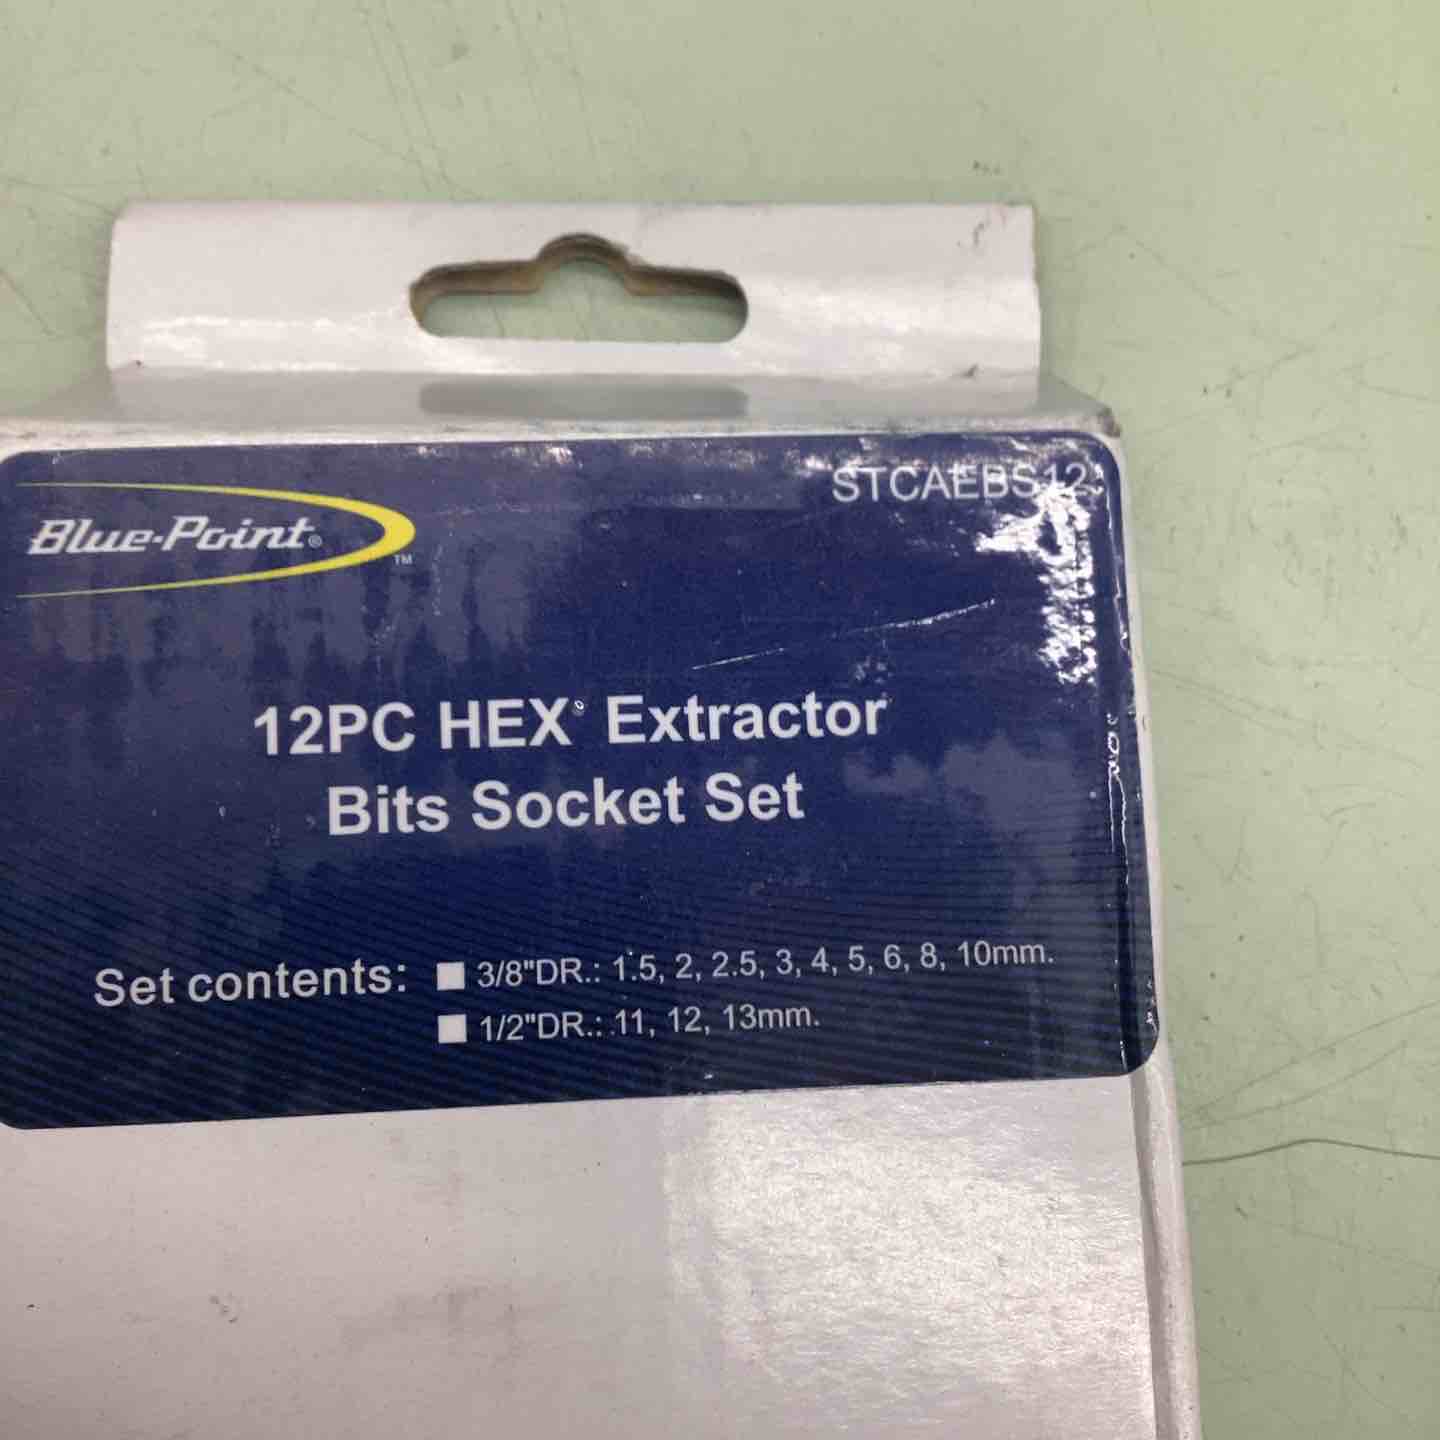 STCAEBS12
Blue-Point®
TM
12PC HEX® Extractor
Bits Socket Set
Set contents: ■ 3/8"DR.: 1.5, 2, 2.5, 3, 4, 5, 6, 8, 10mm.
■ 1/2"DR.: 11, 12, 13mm.